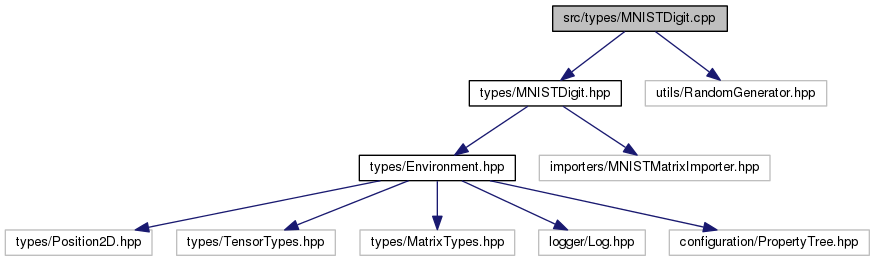 src/types/MNISTDigit.cpp
types/MNISTDigit.hpp
utils/RandomGenerator.hpp
types/Environment.hpp
importers/MNISTMatrixImporter.hpp
types/Position2D.hpp
types/TensorTypes.hpp
types/MatrixTypes.hpp
logger/Log.hpp
configuration/PropertyTree.hpp